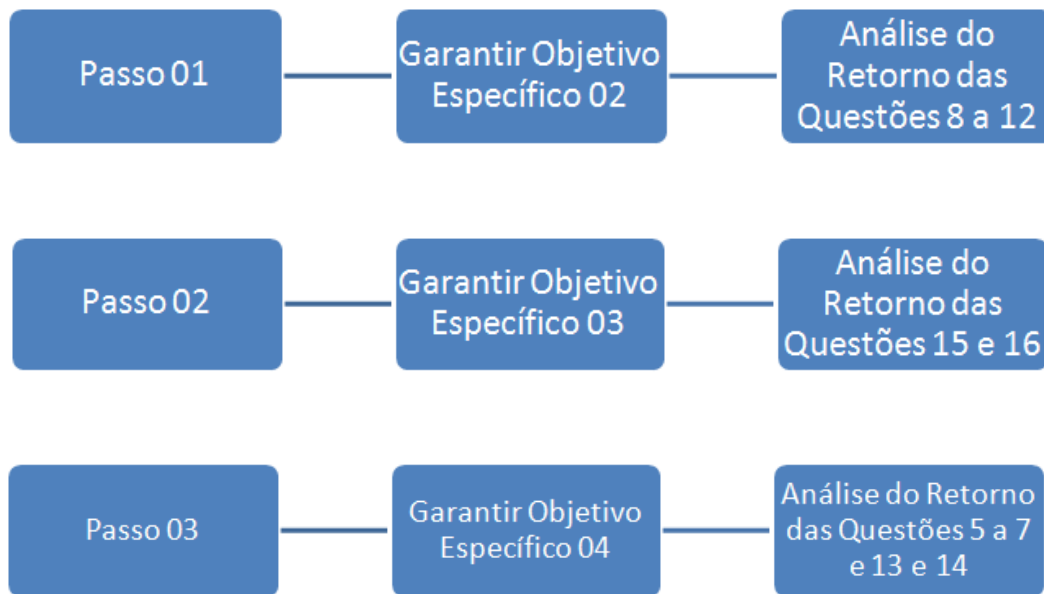 Passo 01
Garantir Objetivo
Específico 02
Análise do
Retorno das
Questões 8 a 12
Passo 02
Garantir Objetivo
Específico 03
Análise do
Retorno das
Questões 15 e 16
Passo 03
Garantir Objetivo
Específico 04
Análise do Retorno
das Questões 5 a 7
e 13 e 14